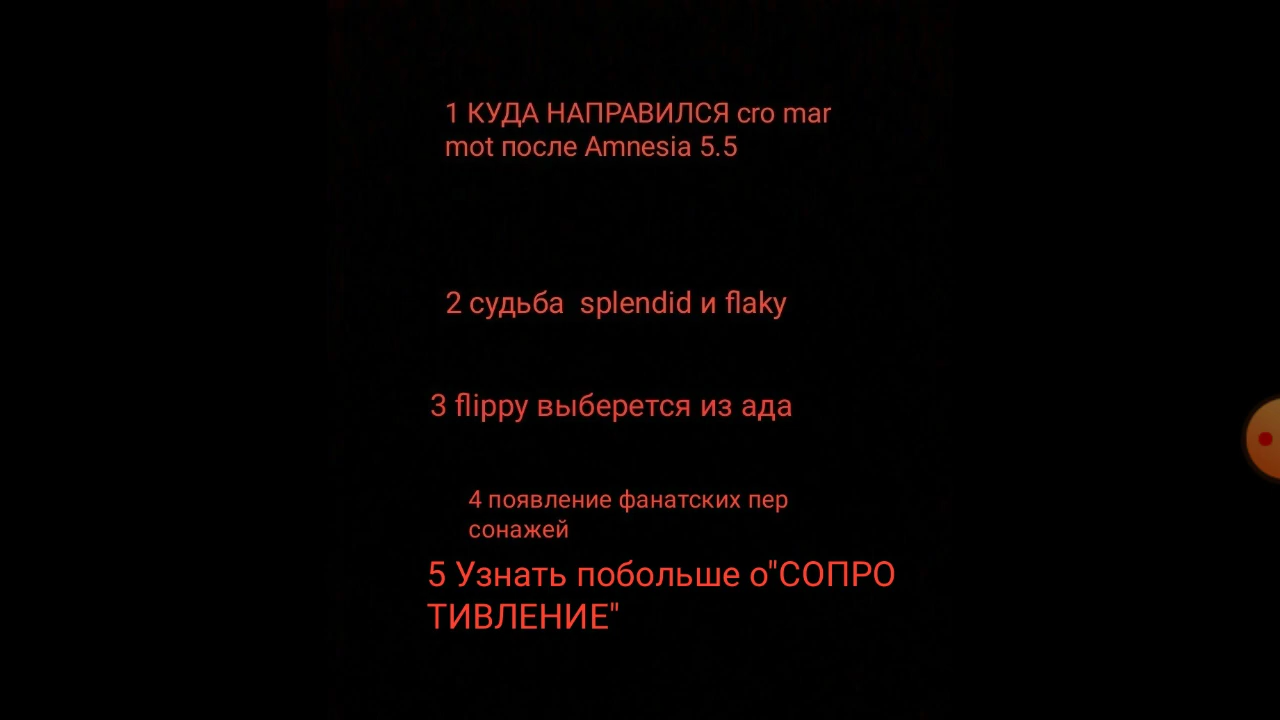 1 КУДА НАПРАВИЛСЯ cro mar
mot после Amnesia 5.5
2 судьба splendid и flaky
3 flippy выберется из ада
4 появление фанатских пер
сонажей
5 Узнать побольше о"СОПРО
ТИВЛЕНИЕ"